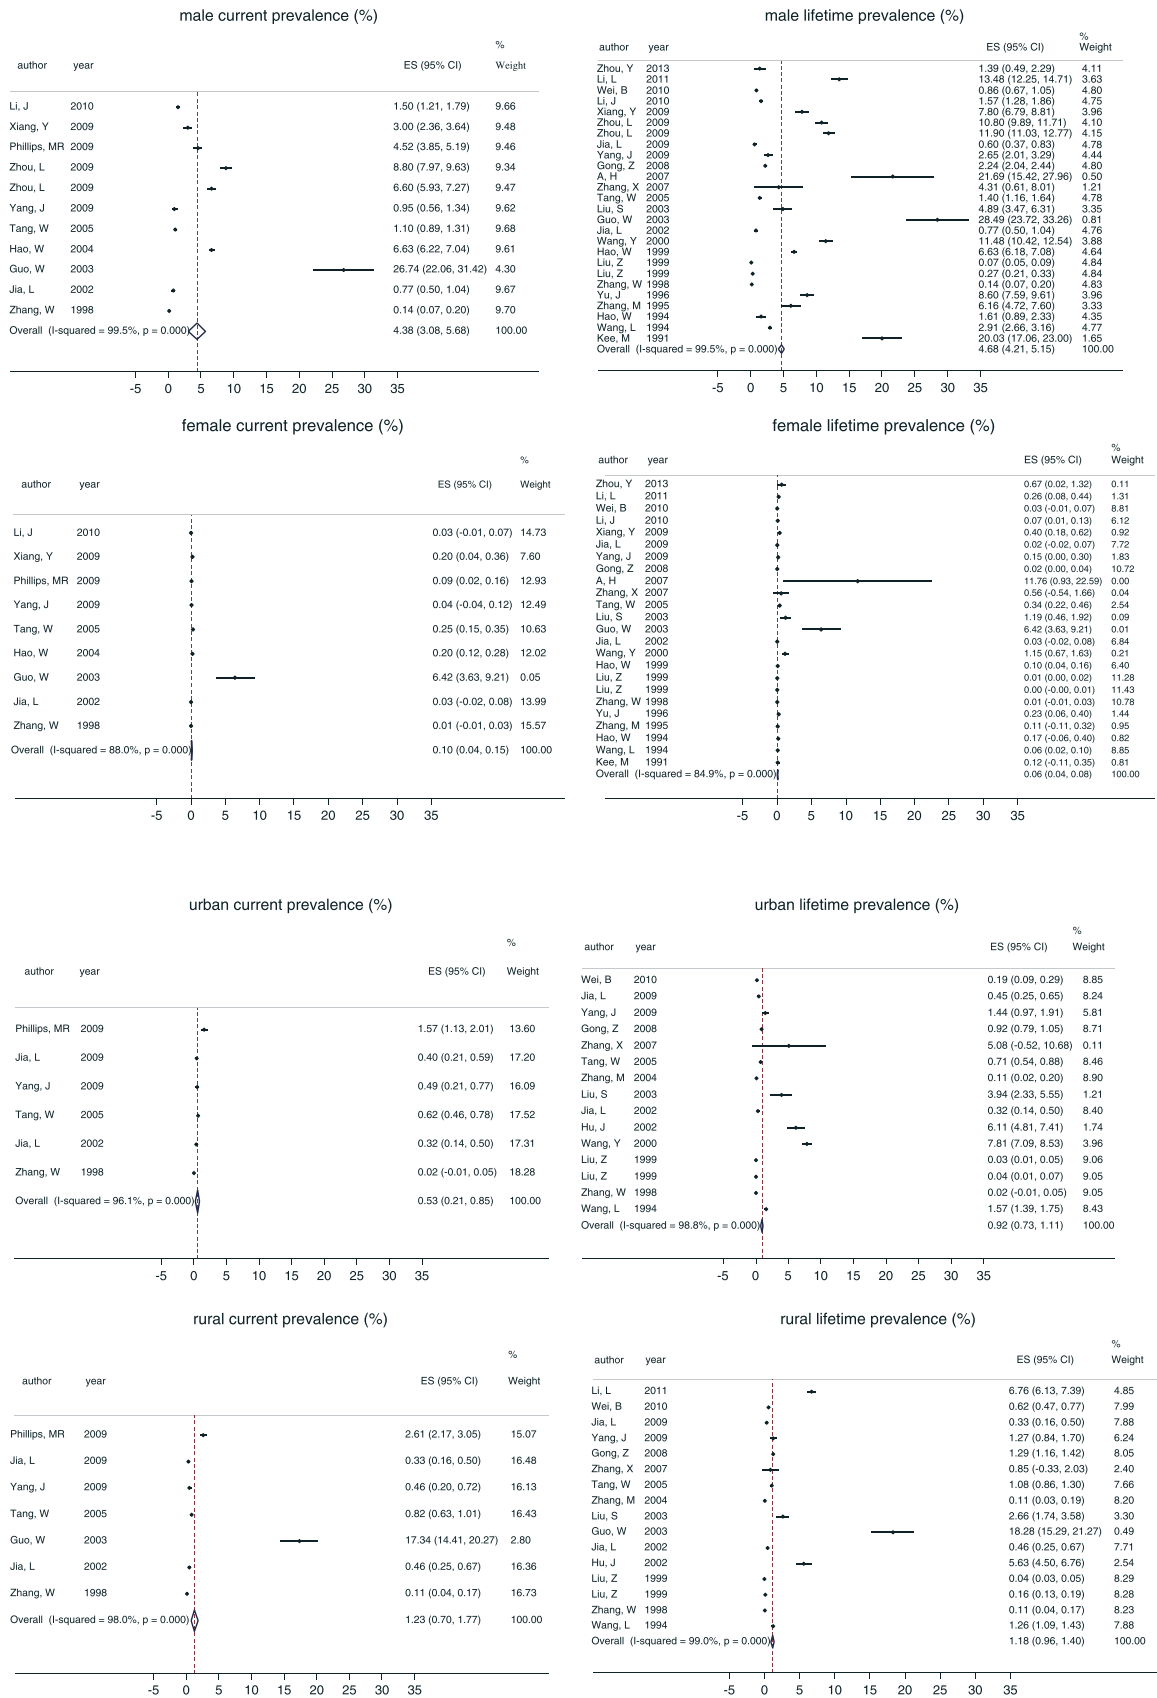 male current prevalence (%)
%
author year ES (95% CI) Weight
Li, J 2010 1.50 (1.21, 1.79) 9.66
Xiang, Y 2009 3.00 (2.36, 3.64) 9.48
Phillips, MR 2009 4.52 (3.85, 5.19) 9.46
Zhou, L 2009 8.80 (7.97, 9.63) 9.34
Zhou, L 2009 6.60 (5.93, 7.27) 9.47
Yang, J 2009 0.95 (0.56, 1.34) 9.62
Tang, W 2005 1.10 (0.89, 1.31) 9.68
Hao, W 2004 6.63 (6.22, 7.04) 9.61
Guo, W 2003 26.74 (22.06, 31.42) 4.30
Jia, L 2002 0.77 (0.50, 1.04) 9.67
Zhang, W 1998 0.14 (0.07, 0.20) 9.70
Overall (I-squared = 99.5%, p = 0.000) 4.38 (3.08, 5.68) 100.00
-5 0 5 10 15 20 25 30 35
male lifetime prevalence (%)
%
author year ES (95% CI) Weight
Zhou, Y 2013 1.39 (0.49, 2.29) 4.11
Li, L 2011 13.48 (12.25, 14.71) 3.63
Wei, B 2010 0.86 (0.67, 1.05) 4.80
Li, J 2010 1.57 (1.28, 1.86) 4.75
Xiang, Y 2009 7.80 (6.79, 8.81) 3.96
Zhou, L 2009 10.80 (9.89, 11.71) 4.10
Zhou, L 2009 11.90 (11.03, 12.77) 4.15
Jia, L 2009 0.60 (0.37, 0.83) 4.78
Yang, J 2009 2.65 (2.01, 3.29) 4.44
Gong, Z 2008 2.24 (2.04, 2.44) 4.80
A, H 2007 21.69 (15.42, 27.96) 0.50
Zhang, X 2007 4.31 (0.61, 8.01) 1.21
Tang, W 2005 1.40 (1.16, 1.64) 4.78
Liu, S 2003 4.89 (3.47, 6.31) 3.35
Guo, W 2003 28.49 (23.72, 33.26) 0.81
Jia, L 2002 0.77 (0.50, 1.04) 4.76
Wang, Y 2000 11.48 (10.42, 12.54) 3.88
Hao, W 1999 6.63 (6.18, 7.08) 4.64
Liu, Z 1999 0.07 (0.05, 0.09) 4.84
Liu, Z 1999 0.27 (0.21, 0.33) 4.84
Zhang, W 1998 0.14 (0.07, 0.20) 4.83
Yu, J 1996 8.60 (7.59, 9.61) 3.96
Zhang, M 1995 6.16 (4.72, 7.60) 3.33
Hao, W 1994 1.61 (0.89, 2.33) 4.35
Wang, L 1994 2.91 (2.66, 3.16) 4.77
Kee, M 1991 20.03 (17.06, 23.00) 1.65
Overall (I-squared = 99.5%, p = 0.000) 4.68 (4.21, 5.15) 100.00
-5 0 5 10 15 20 25 30 35
female current prevalence (%)
%
author year ES (95% CI) Weight
Li, J 2010 0.03 (-0.01, 0.07) 14.73
Xiang, Y 2009 0.20 (0.04, 0.36) 7.60
Phillips, MR 2009 0.09 (0.02, 0.16) 12.93
Yang, J 2009 0.04 (-0.04, 0.12) 12.49
Tang, W 2005 0.25 (0.15, 0.35) 10.63
Hao, W 2004 0.20 (0.12, 0.28) 12.02
Guo, W 2003 6.42 (3.63, 9.21) 0.05
Jia, L 2002 0.03 (-0.02, 0.08) 13.99
Zhang, W 1998 0.01 (-0.01, 0.03) 15.57
Overall (I-squared = 88.0%, p = 0.000) 0.10 (0.04, 0.15) 100.00
-5 0 5 10 15 20 25 30 35
female lifetime prevalence (%)
%
author year ES (95% CI) Weight
Zhou, Y 2013 0.67 (0.02, 1.32) 0.11
Li, L 2011 0.26 (0.08, 0.44) 1.31
Wei, B 2010 0.03 (-0.01, 0.07) 8.81
Li, J 2010 0.07 (0.01, 0.13) 6.12
Xiang, Y 2009 0.40 (0.18, 0.62) 0.92
Jia, L 2009 0.02 (-0.02, 0.07) 7.72
Yang, J 2009 0.15 (0.00, 0.30) 1.83
Gong, Z 2008 0.02 (0.00, 0.04) 10.72
A, H 2007 11.76 (0.93, 22.59) 0.00
Zhang, X 2007 0.56 (-0.54, 1.66) 0.04
Tang, W 2005 0.34 (0.22, 0.46) 2.54
Liu, S 2003 1.19 (0.46, 1.92) 0.09
Guo, W 2003 6.42 (3.63, 9.21) 0.01
Jia, L 2002 0.03 (-0.02, 0.08) 6.84
Wang, Y 2000 1.15 (0.67, 1.63) 0.21
Hao, W 1999 0.10 (0.04, 0.16) 6.40
Liu, Z 1999 0.01 (0.00, 0.02) 11.28
Liu, Z 1999 0.00 (-0.00, 0.01) 11.43
Zhang, W 1998 0.01 (-0.01, 0.03) 10.78
Yu, J 1996 0.23 (0.06, 0.40) 1.44
Zhang, M 1995 0.11 (-0.11, 0.32) 0.95
Hao, W 1994 0.17 (-0.06, 0.40) 0.82
Wang, L 1994 0.06 (0.02, 0.10) 8.85
Kee, M 1991 0.12 (-0.11, 0.35) 0.81
Overall (I-squared = 84.9%, p = 0.000) 0.06 (0.04, 0.08) 100.00
-5 0 5 10 15 20 25 30 35
urban current prevalence (%)
%
author year ES (95% CI) Weight
Phillips, MR 2009 1.57 (1.13, 2.01) 13.60
Jia, L 2009 0.40 (0.21, 0.59) 17.20
Yang, J 2009 0.49 (0.21, 0.77) 16.09
Tang, W 2005 0.62 (0.46, 0.78) 17.52
Jia, L 2002 0.32 (0.14, 0.50) 17.31
Zhang, W 1998 0.02 (-0.01, 0.05) 18.28
Overall (I-squared = 96.1%, p = 0.000) 0.53 (0.21, 0.85) 100.00
-5 0 5 10 15 20 25 30 35
urban lifetime prevalence (%)
%
author year ES (95% CI) Weight
Wei, B 2010 0.19 (0.09, 0.29) 8.85
Jia, L 2009 0.45 (0.25, 0.65) 8.24
Yang, J 2009 1.44 (0.97, 1.91) 5.81
Gong, Z 2008 0.92 (0.79, 1.05) 8.71
Zhang, X 2007 5.08 (-0.52, 10.68) 0.11
Tang, W 2005 0.71 (0.54, 0.88) 8.46
Zhang, M 2004 0.11 (0.02, 0.20) 8.90
Liu, S 2003 3.94 (2.33, 5.55) 1.21
Jia, L 2002 0.32 (0.14, 0.50) 8.40
Hu, J 2002 6.11 (4.81, 7.41) 1.74
Wang, Y 2000 7.81 (7.09, 8.53) 3.96
Liu, Z 1999 0.03 (0.01, 0.05) 9.06
Liu, Z 1999 0.04 (0.01, 0.07) 9.05
Zhang, W 1998 0.02 (-0.01, 0.05) 9.05
Wang, L 1994 1.57 (1.39, 1.75) 8.43
Overall (I-squared = 98.8%, p = 0.000) 0.92 (0.73, 1.11) 100.00
-5 0 5 10 15 20 25 30 35
rural current prevalence (%)
%
author year ES (95% CI) Weight
Phillips, MR 2009 2.61 (2.17, 3.05) 15.07
Jia, L 2009 0.33 (0.16, 0.50) 16.48
Yang, J 2009 0.46 (0.20, 0.72) 16.13
Tang, W 2005 0.82 (0.63, 1.01) 16.43
Guo, W 2003 17.34 (14.41, 20.27) 2.80
Jia, L 2002 0.46 (0.25, 0.67) 16.36
Zhang, W 1998 0.11 (0.04, 0.17) 16.73
Overall (I-squared = 98.0%, p = 0.000) 1.23 (0.70, 1.77) 100.00
-5 0 5 10 15 20 25 30 35
rural lifetime prevalence (%)
%
author year ES (95% CI) Weight
Li, L 2011 6.76 (6.13, 7.39) 4.85
Wei, B 2010 0.62 (0.47, 0.77) 7.99
Jia, L 2009 0.33 (0.16, 0.50) 7.88
Yang, J 2009 1.27 (0.84, 1.70) 6.24
Gong, Z 2008 1.29 (1.16, 1.42) 8.05
Zhang, X 2007 0.85 (-0.33, 2.03) 2.40
Tang, W 2005 1.08 (0.86, 1.30) 7.66
Zhang, M 2004 0.11 (0.03, 0.19) 8.20
Liu, S 2003 2.66 (1.74, 3.58) 3.30
Guo, W 2003 18.28 (15.29, 21.27) 0.49
Jia, L 2002 0.46 (0.25, 0.67) 7.71
Hu, J 2002 5.63 (4.50, 6.76) 2.54
Liu, Z 1999 0.04 (0.03, 0.05) 8.29
Liu, Z 1999 0.16 (0.13, 0.19) 8.28
Zhang, W 1998 0.11 (0.04, 0.17) 8.23
Wang, L 1994 1.26 (1.09, 1.43) 7.88
Overall (I-squared = 99.0%, p = 0.000) 1.18 (0.96, 1.40) 100.00
-5 0 5 10 15 20 25 30 35